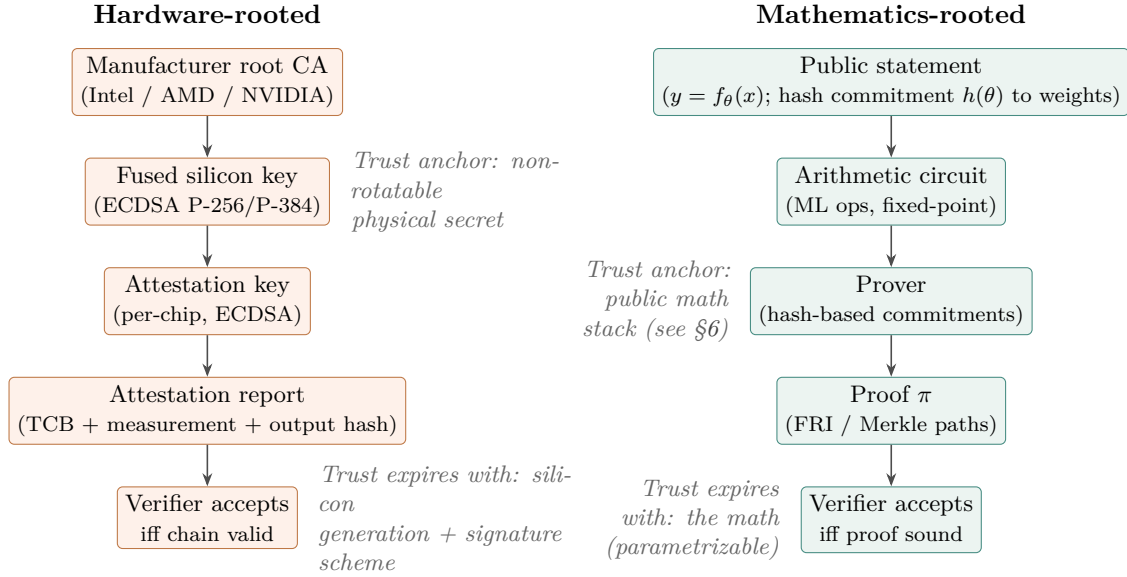 Hardware-rooted
Manufacturer root CA
(Intel / AMD / NVIDIA)
Fused silicon key
(ECDSA P-256/P-384)
Trust anchor: non-
rotatable
physical secret
Attestation key
(per-chip, ECDSA)
Attestation report
(TCB + measurement + output hash)
Verifier accepts
iff chain valid
Trust expires with: sili-
con
generation + signature
scheme
Mathematics-rooted
Public statement
(y = f_θ(x); hash commitment h(θ) to weights)
Arithmetic circuit
(ML ops, fixed-point)
Trust anchor:
public math
stack (see §6)
Prover
(hash-based commitments)
Proof π
(FRI / Merkle paths)
Trust expires
with: the math
(parametrizable)
Verifier accepts
iff proof sound